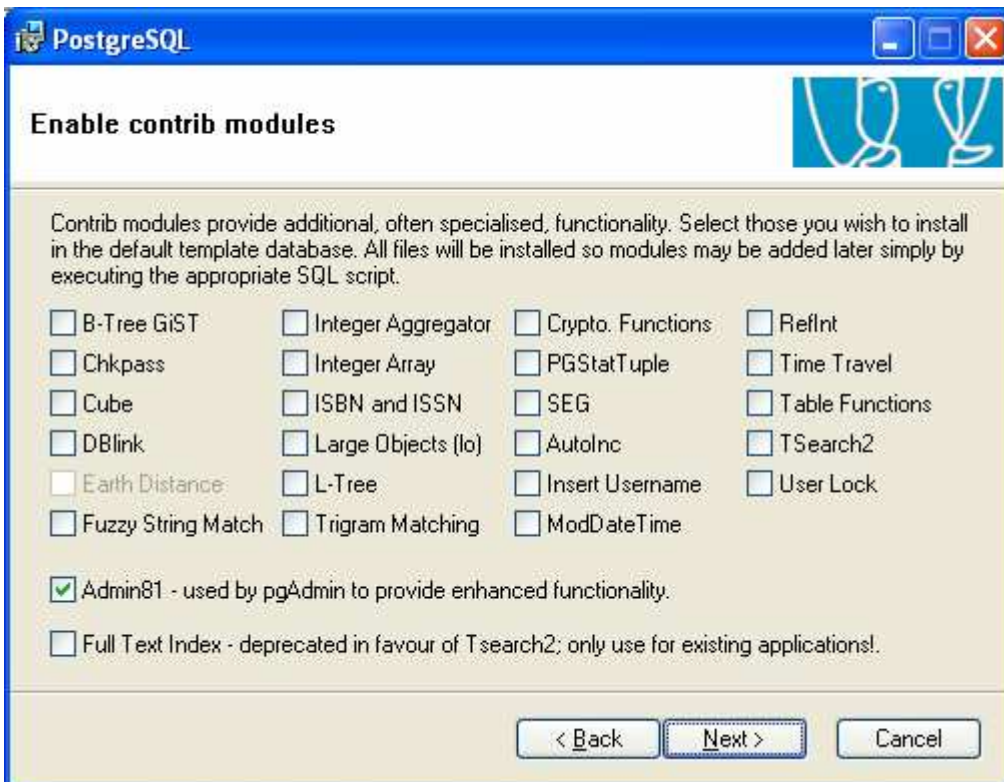 PostgreSQL
Enable contrib modules
Contrib modules provide additional, often specialised, functionality. Select those you wish to install
in the default template database. All files will be installed so modules may be added later simply by
executing the appropriate SQL script.
B-Tree GiST Integer Aggregator Crypto. Functions RefInt
Chkpass Integer Array PGStatTuple Time Travel
Cube ISBN and ISSN SEG Table Functions
DBlink Large Objects (lo) AutoInc TSearch2
Earth Distance L-Tree Insert Username User Lock
Fuzzy String Match Trigram Matching ModDateTime
Admin81 - used by pgAdmin to provide enhanced functionality.
Full Text Index - deprecated in favour of Tsearch2; only use for existing applications!.
< Back Next > Cancel